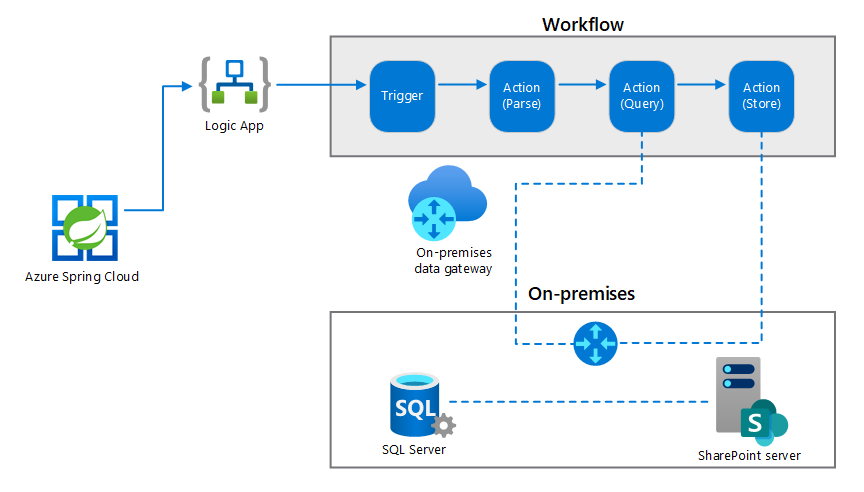 Workflow
Trigger
Action
(Parse)
Action
(Query)
Action
(Store)
Logic App
On-premises
data gateway
Azure Spring Cloud
On-premises
SQL
SQL Server
S
SharePoint server